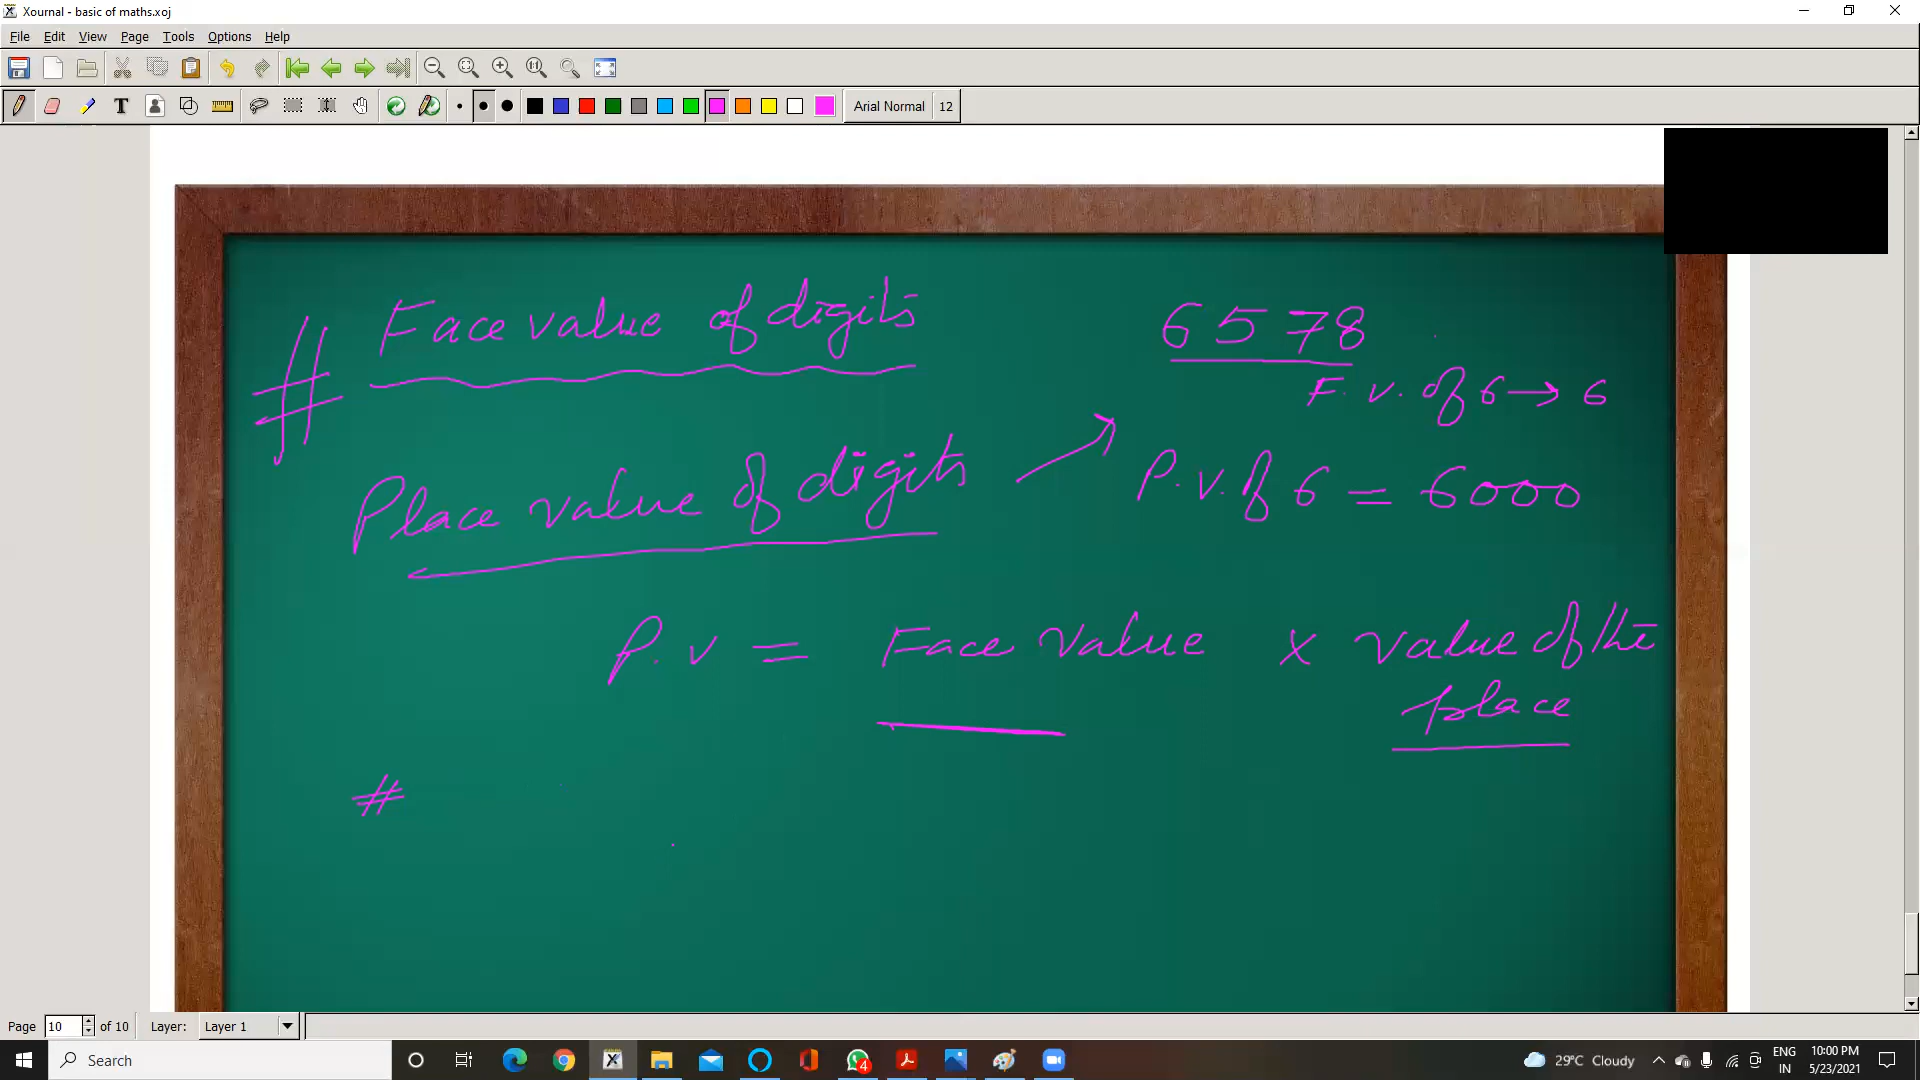 Xournal - basic of maths.xoj
File Edit View Page Tools Options Help
Arial Normal 12
# Face value of digits
6578
F. V. of 6 → 6
Place value of digits
P. V. of 6 = 6000
P. V = Face value x value of the
place
#
Page 10 of 10 Layer: Layer 1
Search
4
29°C Cloudy
ENG
IN
10:00 PM
5/23/2021